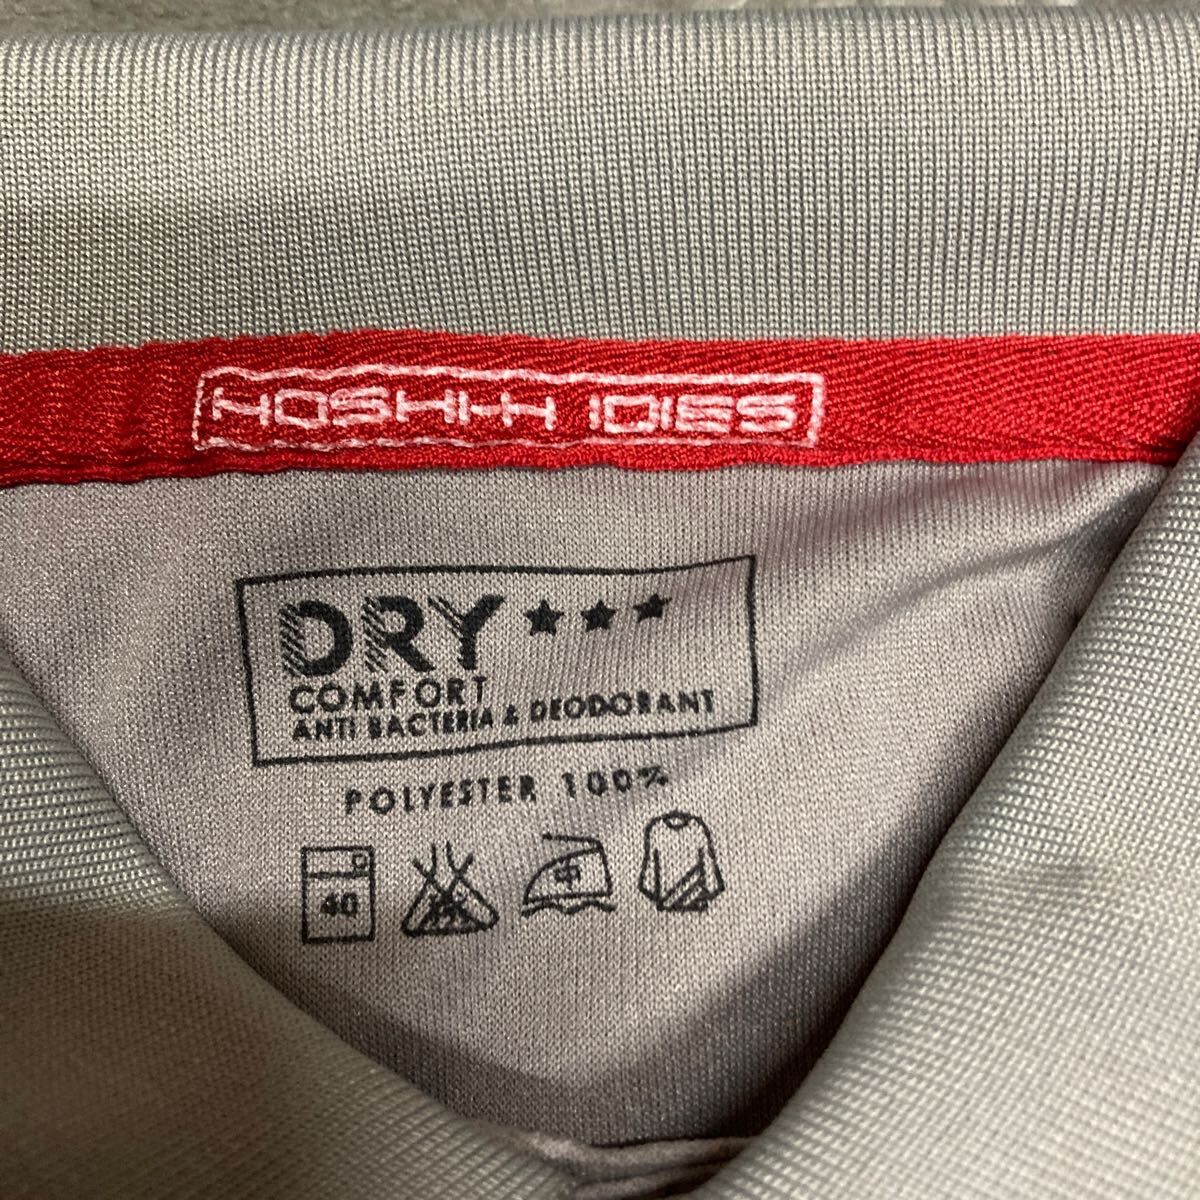 DRY★★★
COMFORT
ANTI BACTERIA & DEODORANT
POLYESTER 100%
40